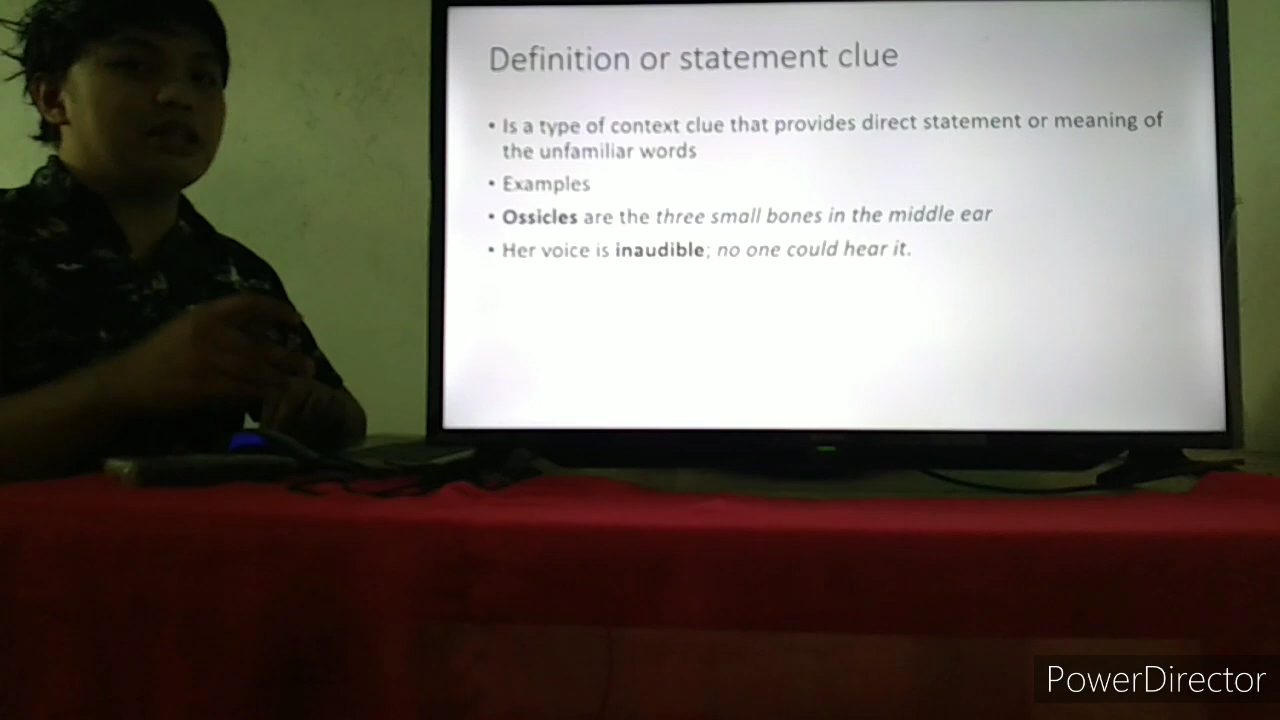 Definition or statement clue
• Is a type of context clue that provides direct statement or meaning of
the unfamiliar words
• Examples
• Ossicles are the three small bones in the middle ear
• Her voice is inaudible; no one could hear it.
PowerDirector